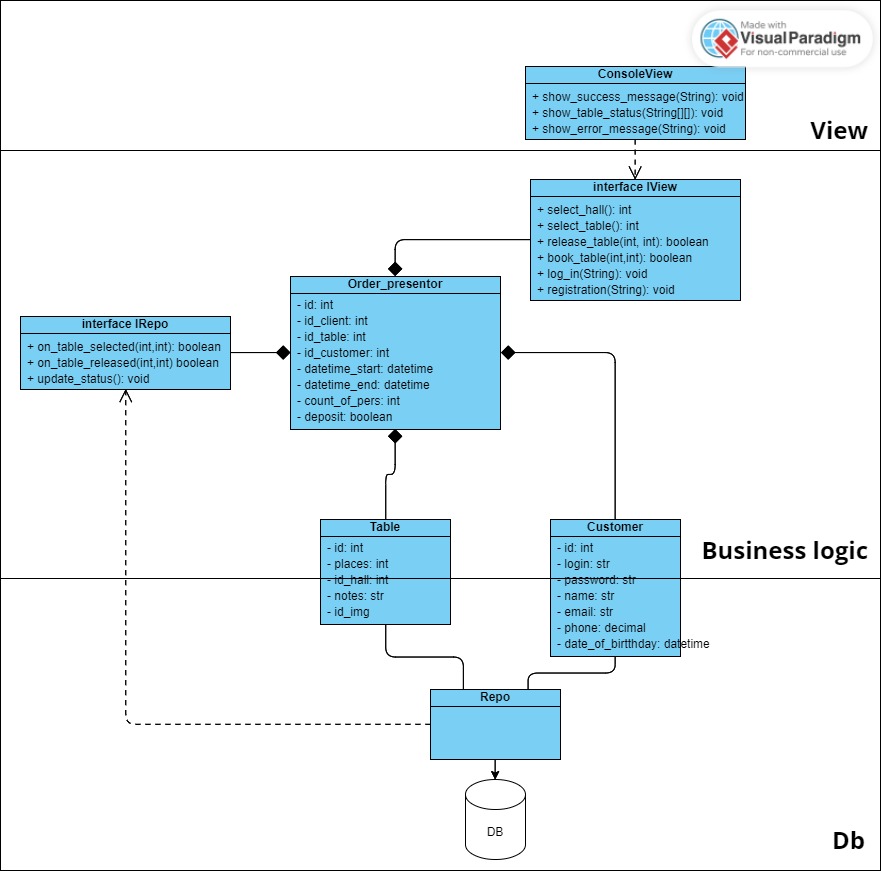 Made with
VisualParadigm
For non-commercial use
ConsoleView
+ show_success_message(String): void
+ show_table_status(String[][]): void
+ show_error_message(String): void
View
interface IView
+ select_hall(): int
+ select_table(): int
+ release_table(int, int): boolean
+ book_table(int,int): boolean
+ log_in(String): void
+ registration(String): void
Order_presentor
- id: int
- id_client: int
- id_table: int
- id_customer: int
- datetime_start: datetime
- datetime_end: datetime
- count_of_pers: int
- deposit: boolean
interface IRepo
+ on_table_selected(int,int): boolean
+ on_table_released(int,int) boolean
+ update_status(): void
Table
- id: int
- places: int
- id_hall: int
- notes: str
- id_img
Customer
- id: int
- login: str
- password: str
- name: str
- email: str
- phone: decimal
- date_of_birtthday: datetime
Business logic
Repo
DB
Db